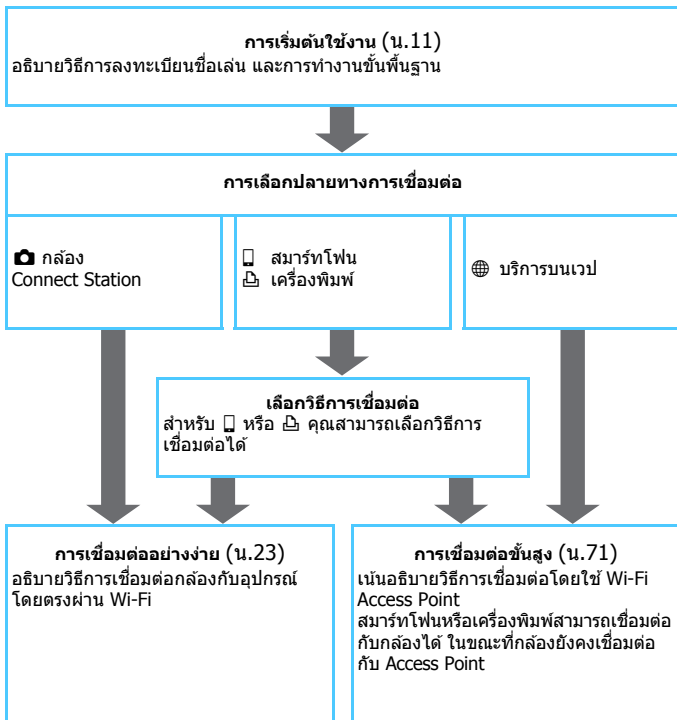 การเริ่มต้นใช้งาน (น.11)
อธิบายวิธีการลงทะเบียนชื่อเล่น และการทำงานขั้นพื้นฐาน
การเลือกปลายทางการเชื่อมต่อ
กล้อง
Connect Station
สมาร์ทโฟน
เครื่องพิมพ์
บริการบนเวป
เลือกวิธีการเชื่อมต่อ
สำหรับ หรือ คุณสามารถเลือกวิธีการ
เชื่อมต่อได้
การเชื่อมต่ออย่างง่าย (น.23)
อธิบายวิธีการเชื่อมต่อกล้องกับอุปกรณ์
โดยตรงผ่าน Wi-Fi
การเชื่อมต่อขั้นสูง (น.71)
เน้นอธิบายวิธีการเชื่อมต่อโดยใช้ Wi-Fi
Access Point
สมาร์ทโฟนหรือเครื่องพิมพ์สามารถเชื่อมต่อ
กับกล้องได้ ในขณะที่กล้องยังคงเชื่อมต่อ
กับ Access Point